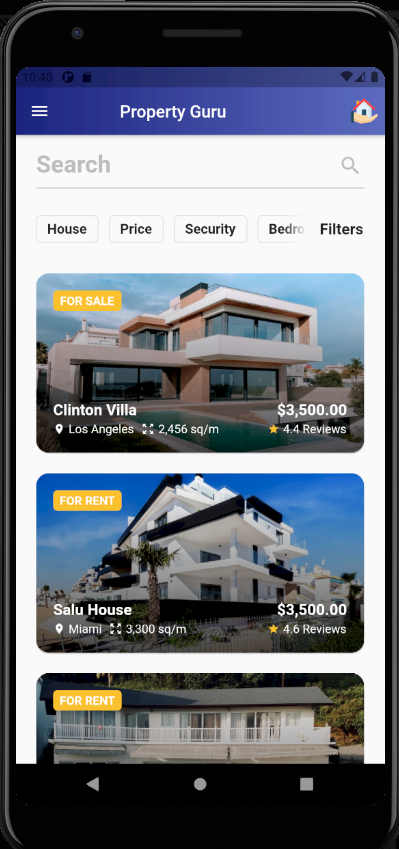 10:40
Property Guru
Search
House Price Security Bedro Filters
FOR SALE
Clinton Villa $3,500.00
Los Angeles 2,456 sq/m 4.4 Reviews
FOR RENT
Salu House $3,500.00
Miami 3,300 sq/m 4.6 Reviews
FOR RENT